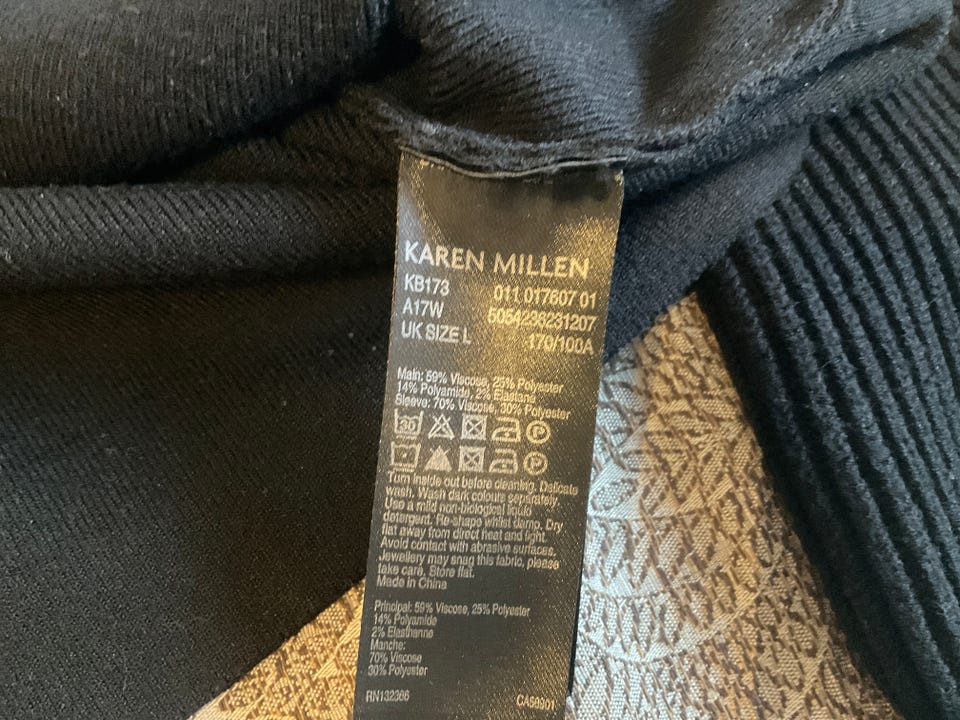 KAREN MILLEN
KB173 011 017607 01
A17W 5054236231207
UK SIZE L 170/100A
Main: 59% Viscose, 25% Polyester
14% Polyamide, 2% Elastane
Sleeve: 70% Viscose, 30% Polyester
30 P
P
Turn inside out before cleaning. Delicate
wash. Wash dark colours separately.
Use a mild non-biological liquid
detergent. Re-shape whilst damp. Dry
flat away from direct heat and light.
Avoid contact with abrasive surfaces.
Jewellery may snag this fabric, please
take care. Store flat.
Made in China
Principal: 59% Viscose, 25% Polyester
14% Polyamide
2% Elasthanne
Manche:
70% Viscose
30% Polyester
RN132366 CA59901